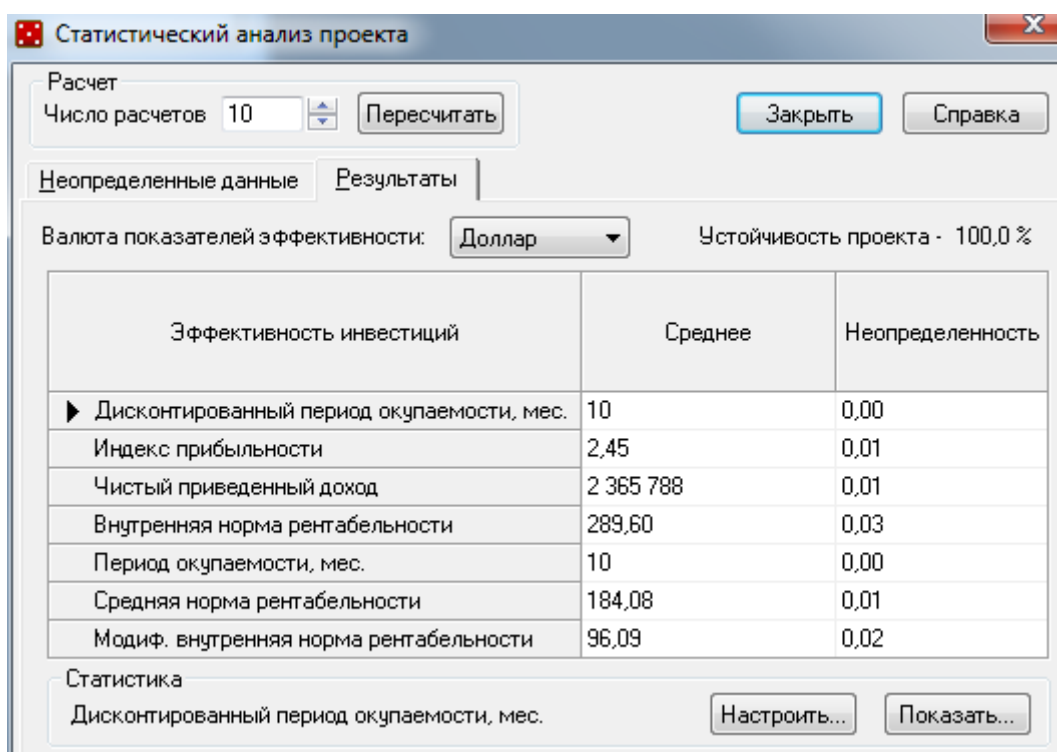 Статистический анализ проекта
Расчет
Число расчетов 10 Пересчитать Закрыть Справка
Неопределенные данные Результаты
Валюта показателей эффективности: Доллар Устойчивость проекта - 100,0 %
Эффективность инвестиций Среднее Неопределенность
Дисконтированный период окупаемости, мес. 10 0,00
Индекс прибыльности 2,45 0,01
Чистый приведенный доход 2 365 788 0,01
Внутренняя норма рентабельности 289,60 0,03
Период окупаемости, мес. 10 0,00
Средняя норма рентабельности 184,08 0,01
Модиф. внутренняя норма рентабельности 96,09 0,02
Статистика
Дисконтированный период окупаемости, мес. Настроить... Показать...